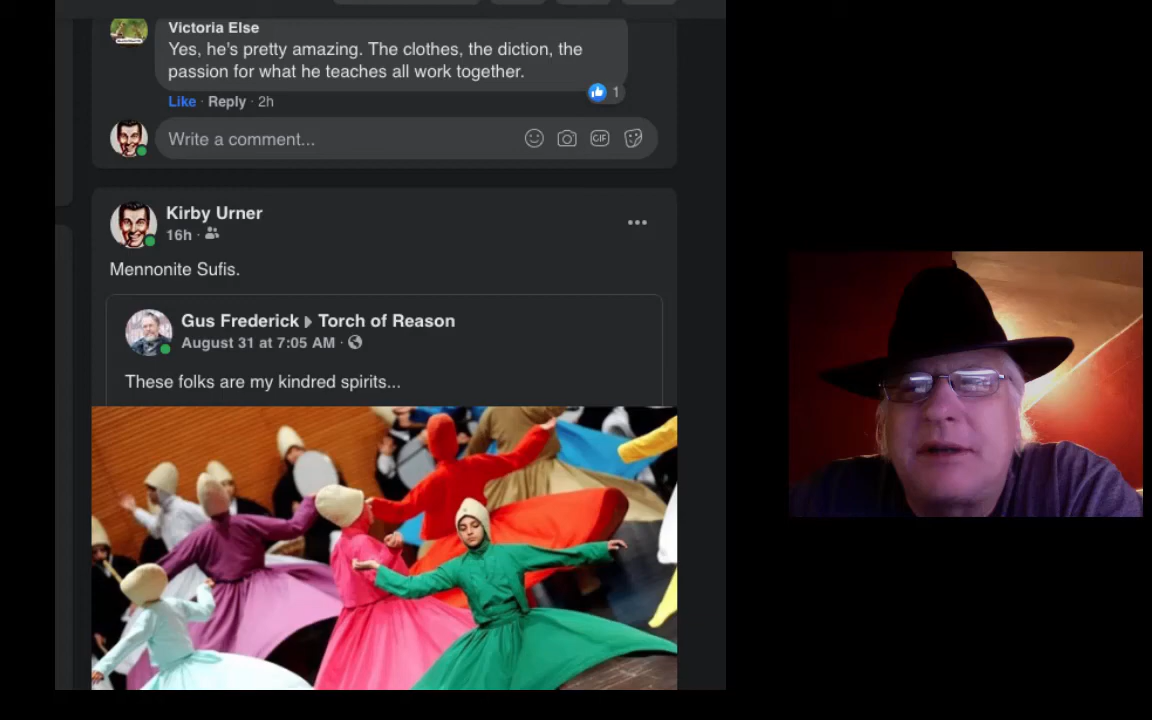 Victoria Else
Yes, he's pretty amazing. The clothes, the diction, the
passion for what he teaches all work together.
Like · Reply · 2h
1
Write a comment...
GIF
Kirby Urner
16h ·
Mennonite Sufis.
Gus Frederick Torch of Reason
August 31 at 7:05 AM ·
These folks are my kindred spirits...